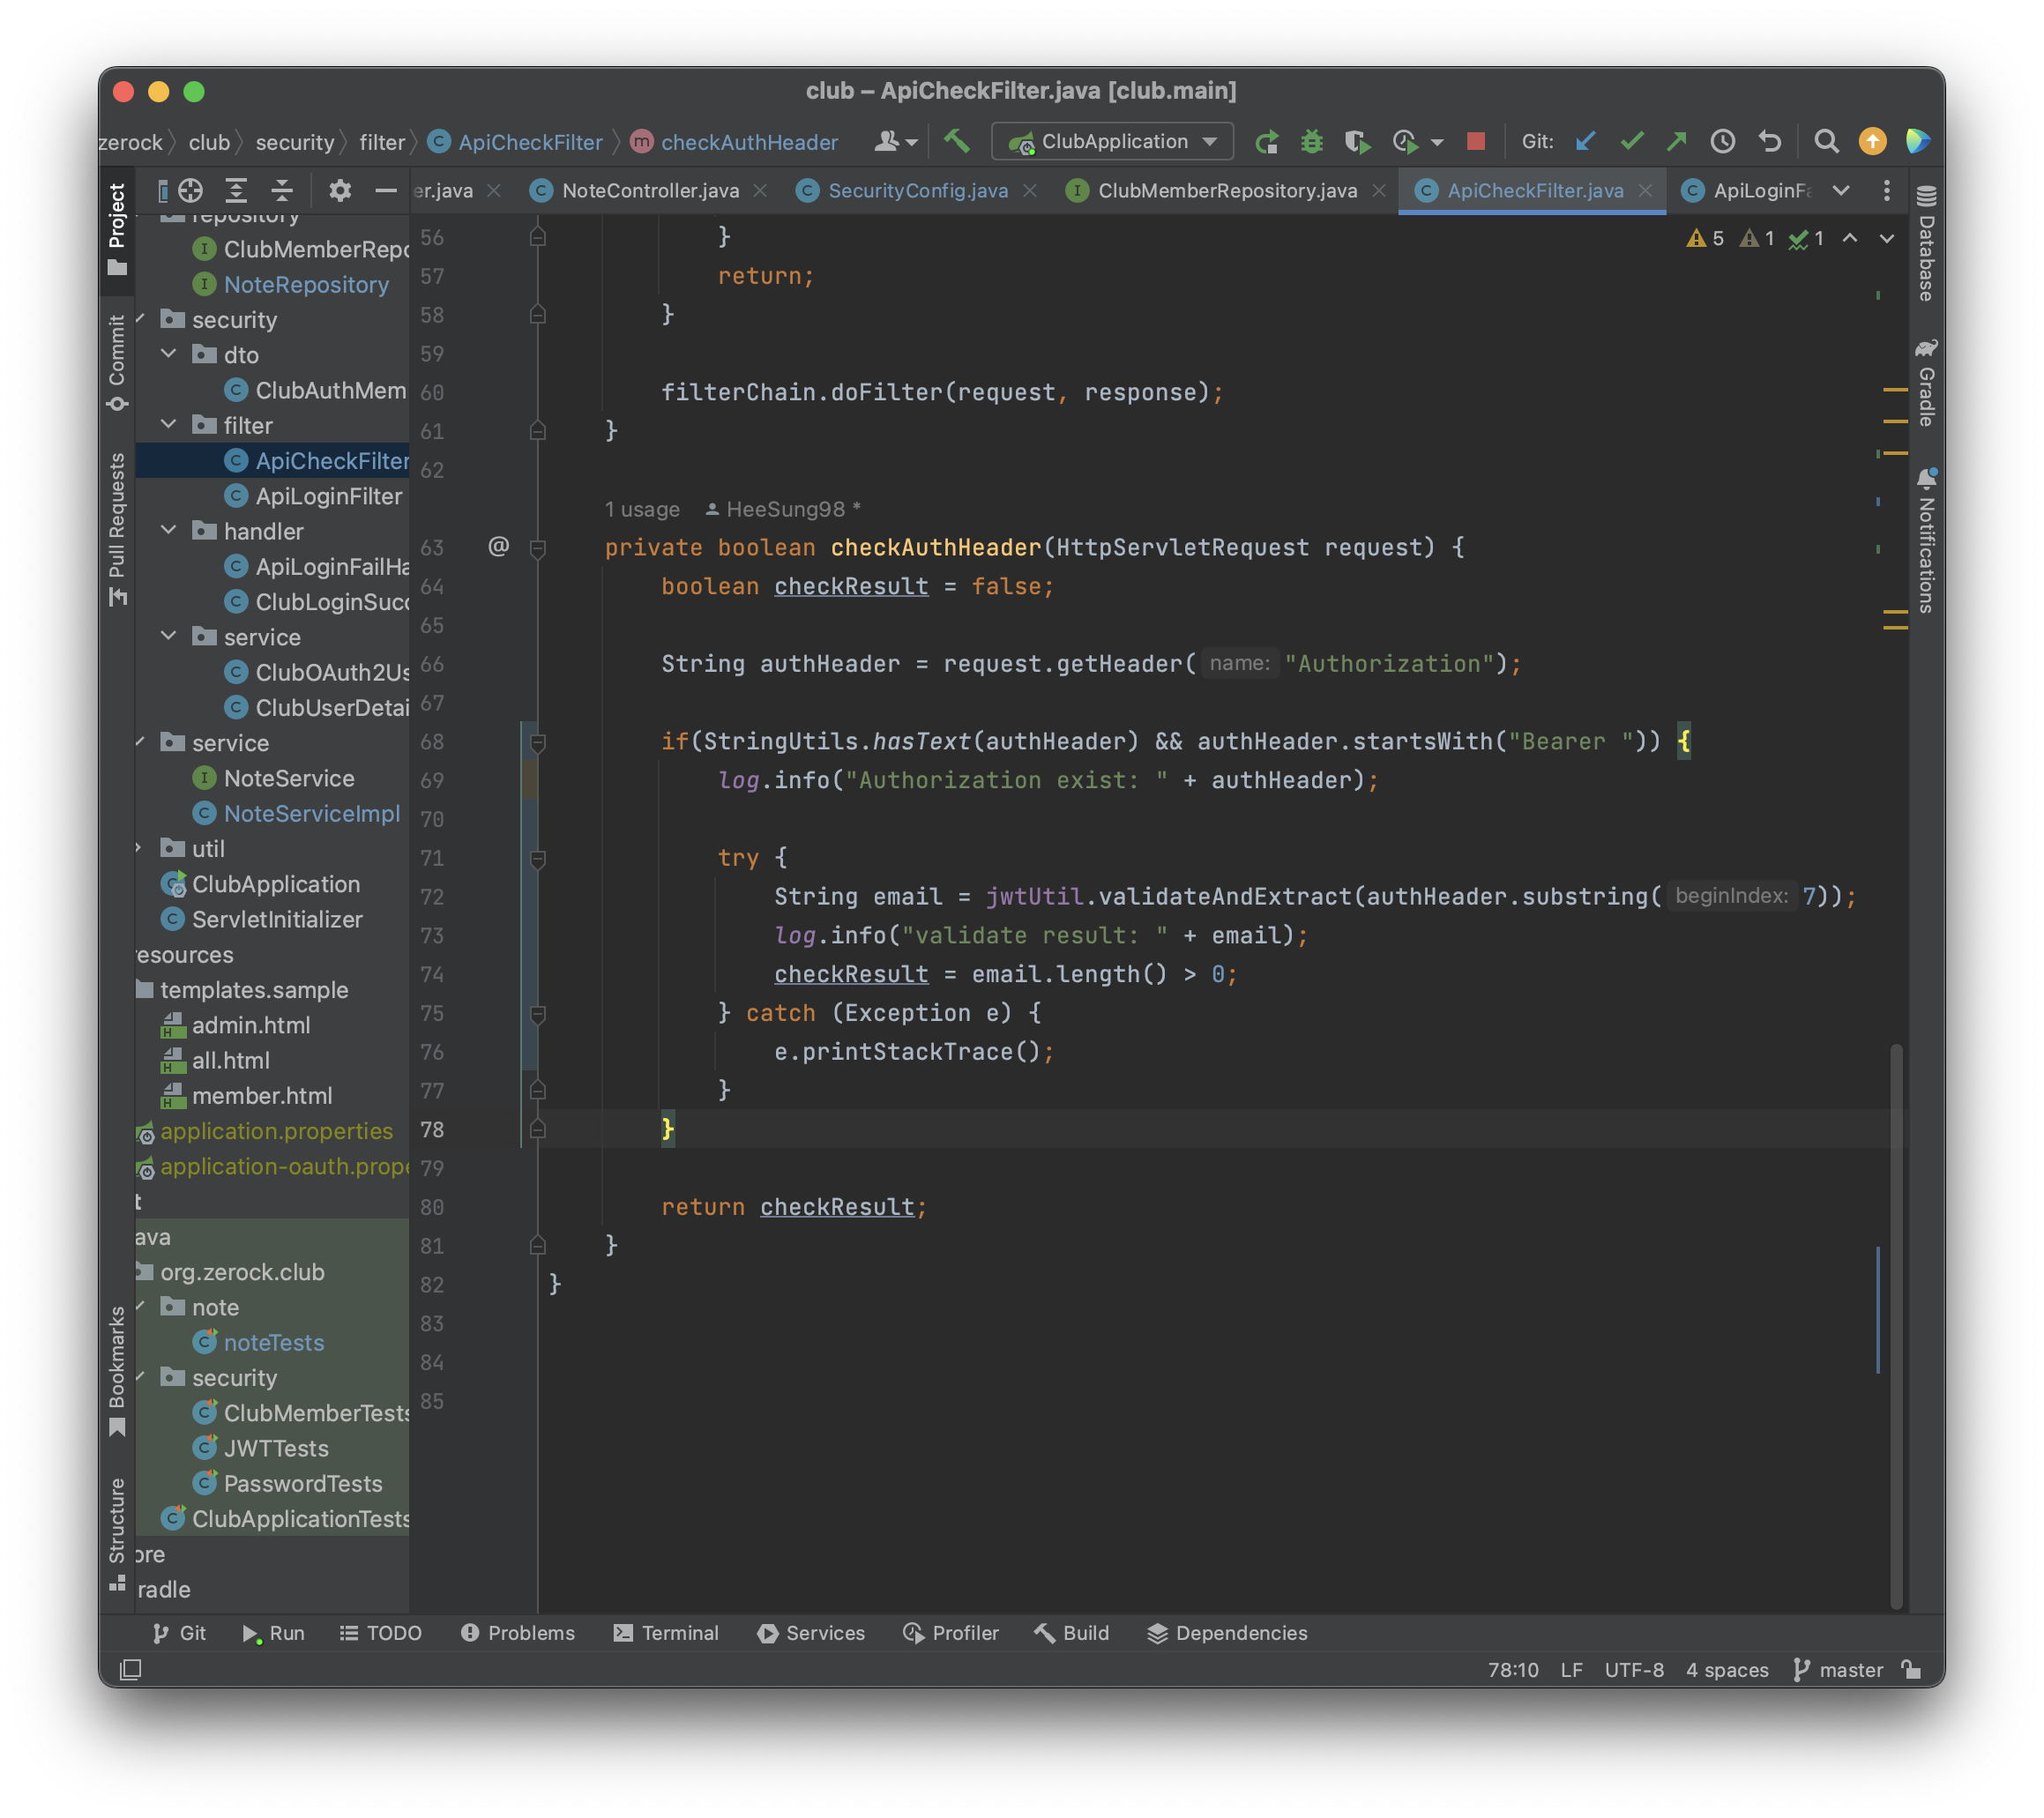 club – ApiCheckFilter.java [club.main]
zerock club security filter ApiCheckFilter checkAuthHeader ClubApplication Git:
er.java NoteController.java SecurityConfig.java ClubMemberRepository.java ApiCheckFilter.java ApiLoginFa
Project
Commit
Pull Requests
Bookmarks
Structure
repository
ClubMemberRepo
NoteRepository
security
dto
ClubAuthMem
filter
ApiCheckFilter
ApiLoginFilter
handler
ApiLoginFailHa
ClubLoginSucc
service
ClubOAuth2Us
ClubUserDetai
service
NoteService
NoteServiceImpl
util
ClubApplication
ServletInitializer
resources
templates.sample
admin.html
all.html
member.html
application.properties
application-oauth.prope
t
ava
org.zerock.club
note
noteTests
security
ClubMemberTests
JWTTests
PasswordTests
ClubApplicationTests
ore
radle
5 1 1
56 }
57 return;
58 }
59
60 filterChain.doFilter(request, response);
61 }
62
1 usage HeeSung98 *
63 @ private boolean checkAuthHeader(HttpServletRequest request) {
64 boolean checkResult = false;
65
66 String authHeader = request.getHeader( name: "Authorization");
67
68 if(StringUtils.hasText(authHeader) && authHeader.startsWith("Bearer ")) {
69 log.info("Authorization exist: " + authHeader);
70
71 try {
72 String email = jwtUtil.validateAndExtract(authHeader.substring( beginIndex: 7));
73 log.info("validate result: " + email);
74 checkResult = email.length() > 0;
75 } catch (Exception e) {
76 e.printStackTrace();
77 }
78 }
79
80 return checkResult;
81 }
82 }
83
84
85
Database
Gradle
Notifications
Git Run TODO Problems Terminal Services Profiler Build Dependencies
78:10 LF UTF-8 4 spaces master